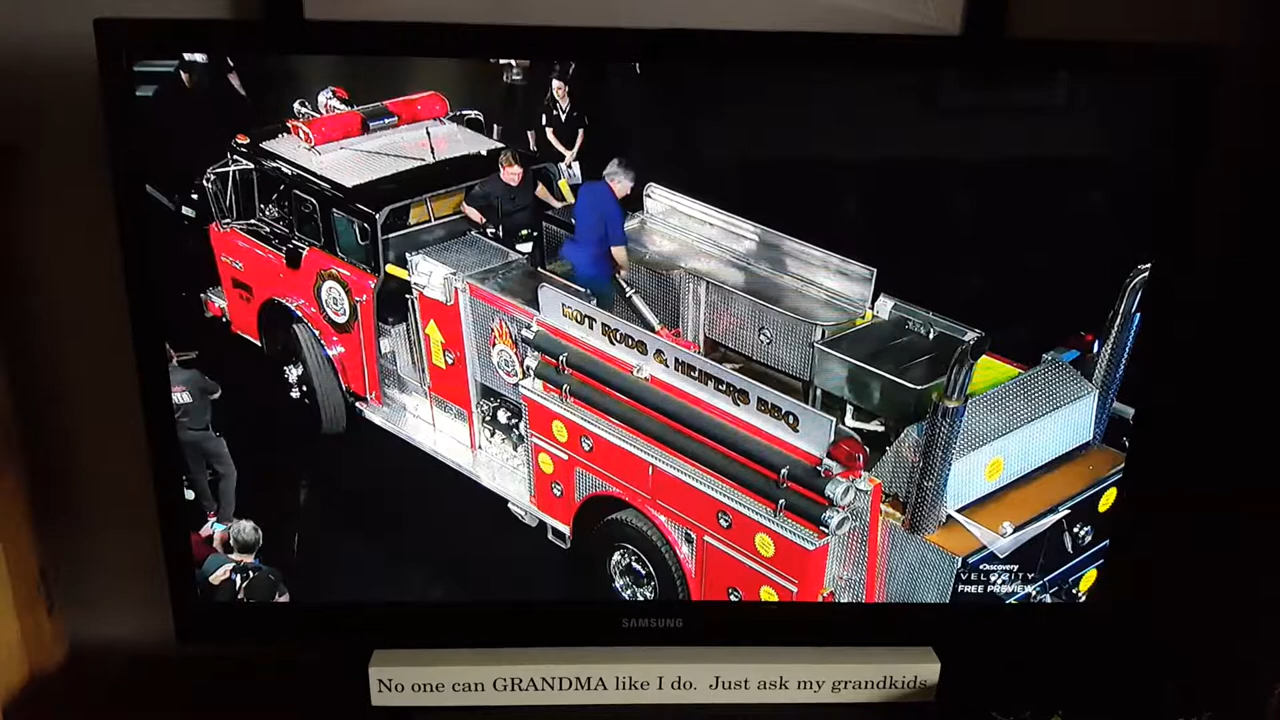 HOT RODS & HEIFERS BBQ
Discovery
VELOCITY
FREE PREVIEW
SAMSUNG
No one can GRANDMA like I do. Just ask my grandkids